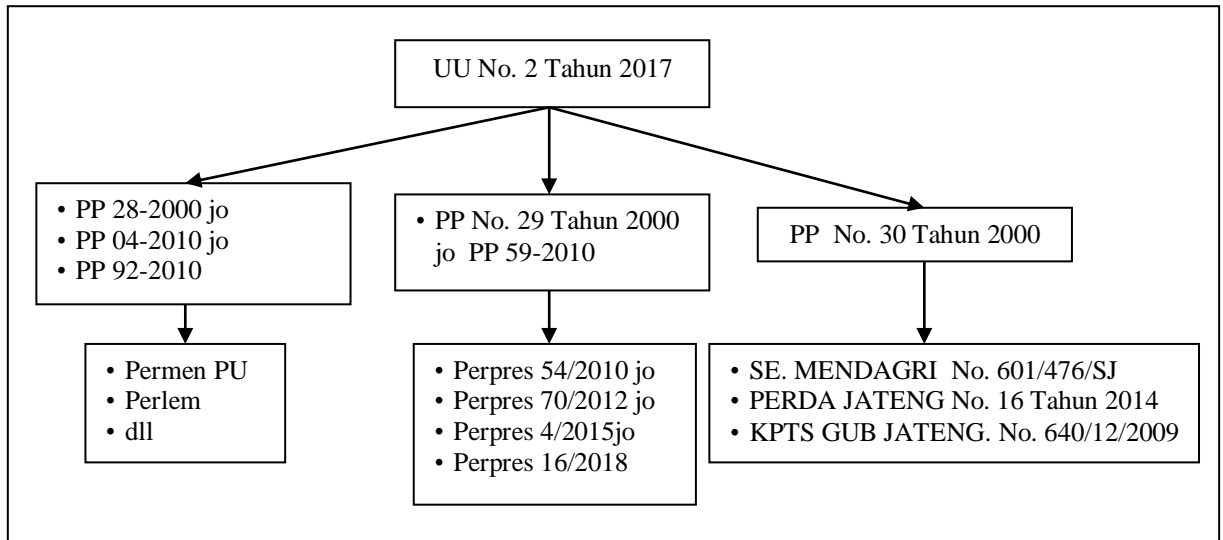 UU No. 2 Tahun 2017
• PP 28-2000 jo
• PP 04-2010 jo
• PP 92-2010
• PP No. 29 Tahun 2000
jo PP 59-2010
PP No. 30 Tahun 2000
• Permen PU
• Perlem
• dll
• Perpres 54/2010 jo
• Perpres 70/2012 jo
• Perpres 4/2015jo
• Perpres 16/2018
• SE. MENDAGRI No. 601/476/SJ
• PERDA JATENG No. 16 Tahun 2014
• KPTS GUB JATENG. No. 640/12/2009